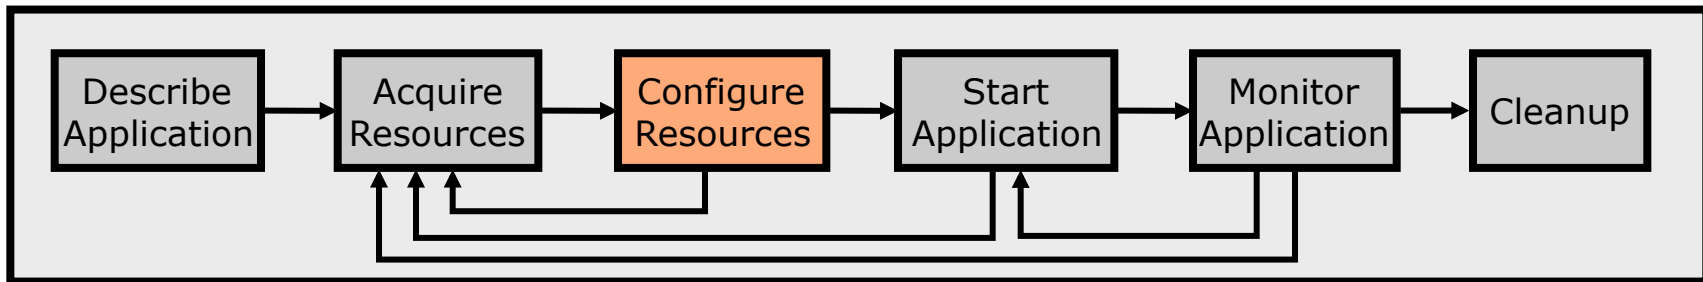 Describe
Application
Acquire
Resources
Configure
Resources
Start
Application
Monitor
Application
Cleanup